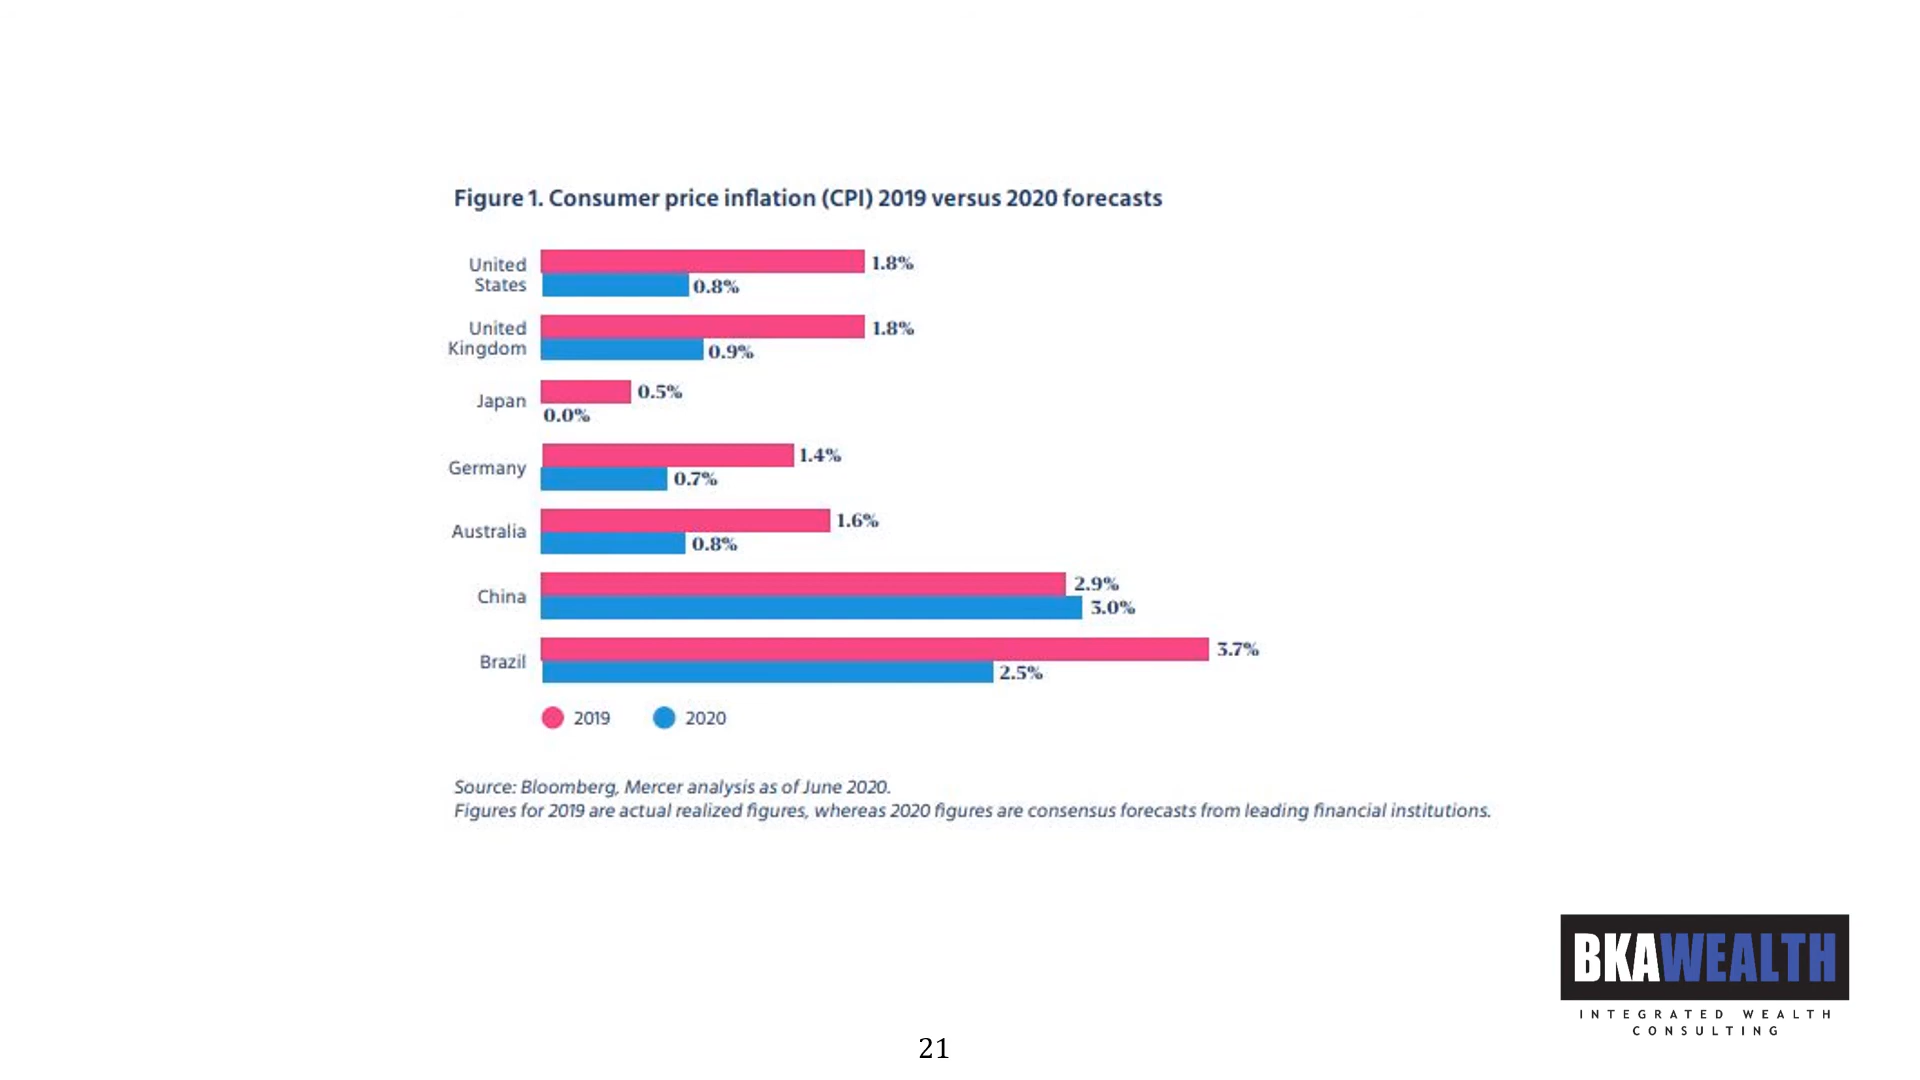 Figure 1. Consumer price inflation (CPI) 2019 versus 2020 forecasts
United
States
1.8%
0.8%
United
Kingdom
1.8%
0.9%
Japan
0.5%
0.0%
Germany
1.4%
0.7%
Australia
1.6%
0.8%
China
2.9%
3.0%
Brazil
3.7%
2.5%
2019 2020
Source: Bloomberg, Mercer analysis as of June 2020.
Figures for 2019 are actual realized figures, whereas 2020 figures are consensus forecasts from leading financial institutions.
BKAWEALTH
INTEGRATED WEALTH
CONSULTING
21